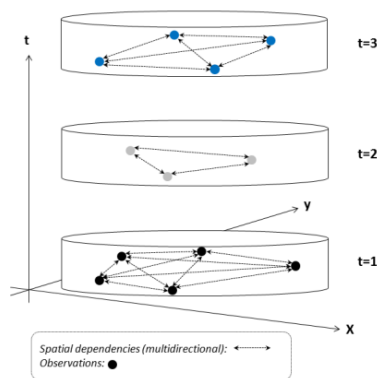 t
t=3
t=2
y
t=1
X
Spatial dependencies (multidirectional):
Observations: